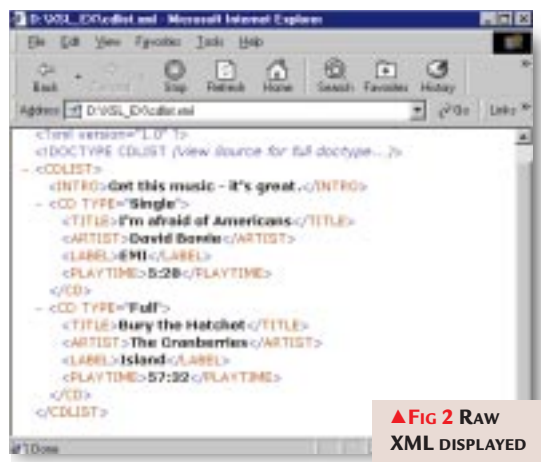 D:\XSL_EX\cdlist.xml - Microsoft Internet Explorer
File Edit View Favorites Tools Help
Back Stop Refresh Home Search Favorites History
Address D:\XSL_EX\cdlist.xml Go Links »
<?xml version="1.0" ?>
<!DOCTYPE CDLIST (View Source for full doctype...)>
- <CDLIST>
<INTRO>Get this music - it's great.</INTRO>
- <CD TYPE="Single">
<TITLE>I'm afraid of Americans</TITLE>
<ARTIST>David Bowie</ARTIST>
<LABEL>EMI</LABEL>
<PLAYTIME>5:28</PLAYTIME>
</CD>
- <CD TYPE="Full">
<TITLE>Bury the Hatchet</TITLE>
<ARTIST>The Cranberries</ARTIST>
<LABEL>Island</LABEL>
<PLAYTIME>57:32</PLAYTIME>
</CD>
</CDLIST>
Done
▲FIG 2 RAW
XML DISPLAYED